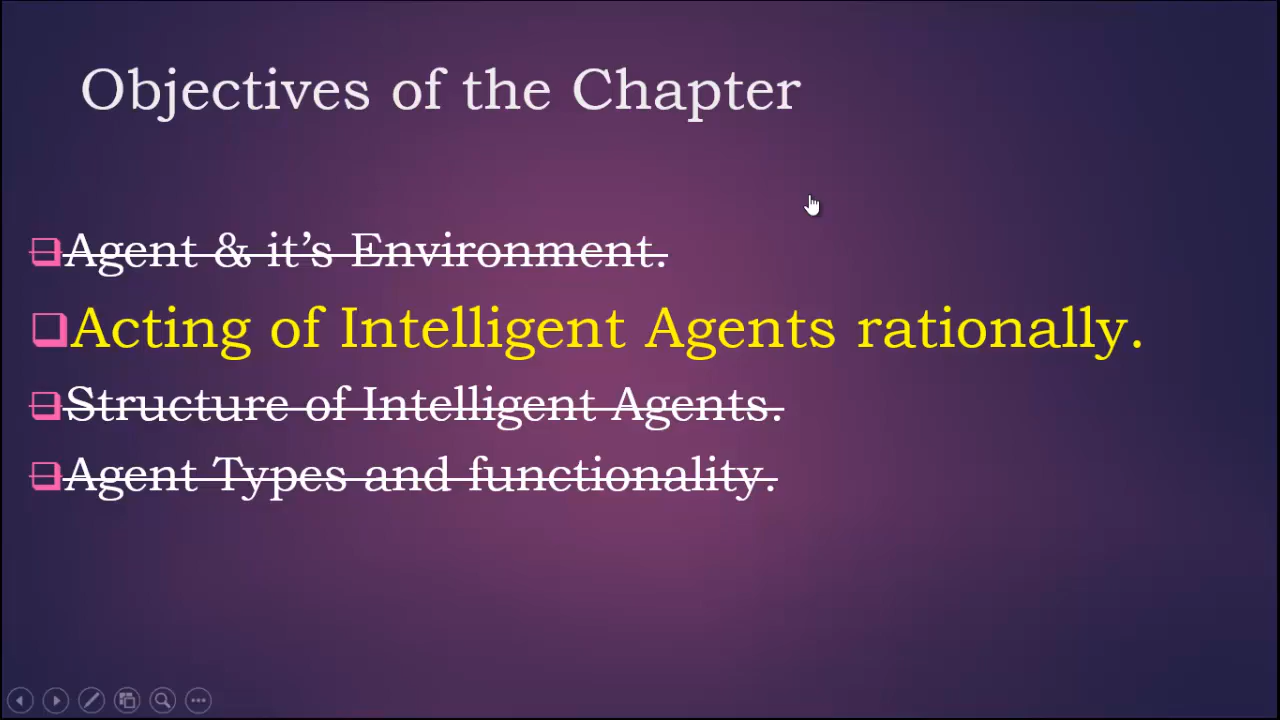 Objectives of the Chapter
Agent & it’s Environment.
Acting of Intelligent Agents rationally.
Structure of Intelligent Agents.
Agent Types and functionality.